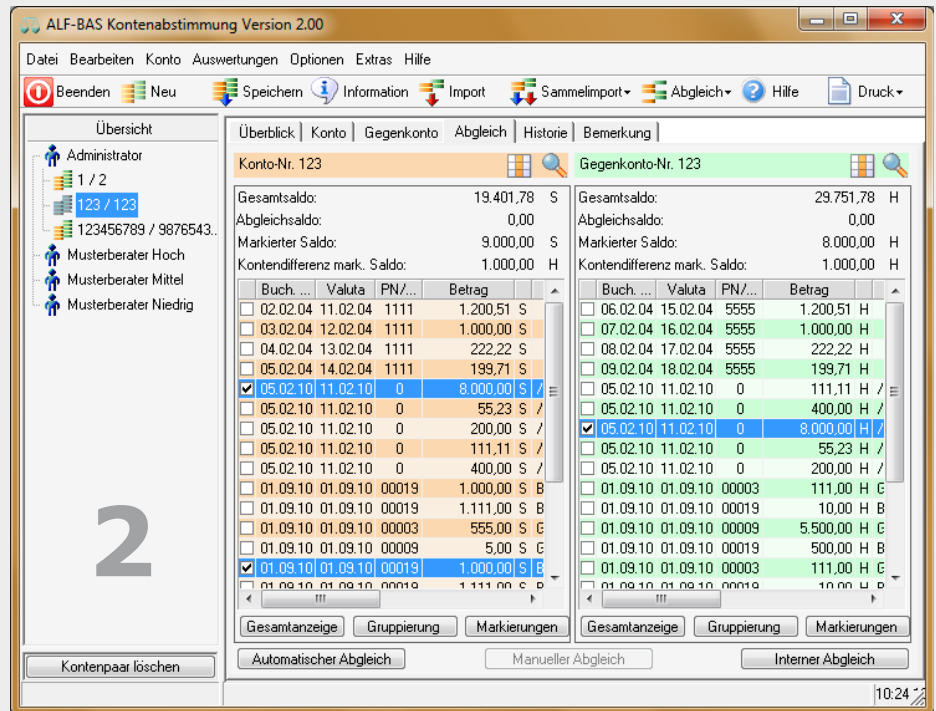 ALF-BAS Kontenabstimmung Version 2.00
Datei Bearbeiten Konto Auswertungen Optionen Extras Hilfe
Beenden Neu Speichern Information Import Sammelimport Abgleich Hilfe Druck
Übersicht
Administrator
1 / 2
123 / 123
123456789 / 9876543..
Musterberater Hoch
Musterberater Mittel
Musterberater Niedrig
2
Kontenpaar löschen
Überblick Konto Gegenkonto Abgleich Historie Bemerkung
Konto-Nr. 123
Gesamtsaldo: 19.401,78 S
Abgleichsaldo: 0,00
Markierter Saldo: 9.000,00 S
Kontendifferenz mark. Saldo: 1.000,00 H
Buch. ... Valuta PN/... Betrag
02.02.04 11.02.04 1111 1.200,51 S
03.02.04 12.02.04 1111 1.000,00 S
04.02.04 13.02.04 1111 222,22 S
05.02.04 14.02.04 1111 199,71 S
05.02.10 11.02.10 0 8.000,00 S /
05.02.10 11.02.10 0 55,23 S /
05.02.10 11.02.10 0 200,00 S /
05.02.10 11.02.10 0 111,11 S /
05.02.10 11.02.10 0 400,00 S /
01.09.10 01.09.10 00019 1.000,00 S B
01.09.10 01.09.10 00019 1.111,00 S B
01.09.10 01.09.10 00003 555,00 S G
01.09.10 01.09.10 00009 5,00 S G
01.09.10 01.09.10 00019 1.000,00 S B
01.09.10 01.09.10 00019 1.111,00 S B
Gesamtanzeige Gruppierung Markierungen
Gegenkonto-Nr. 123
Gesamtsaldo: 29.751,78 H
Abgleichsaldo: 0,00
Markierter Saldo: 8.000,00 H
Kontendifferenz mark. Saldo: 1.000,00 H
Buch. ... Valuta PN/... Betrag
06.02.04 15.02.04 5555 1.200,51 H
07.02.04 16.02.04 5555 1.000,00 H
08.02.04 17.02.04 5555 222,22 H
09.02.04 18.02.04 5555 199,71 H
05.02.10 11.02.10 0 111,11 H /
05.02.10 11.02.10 0 400,00 H /
05.02.10 11.02.10 0 8.000,00 H /
05.02.10 11.02.10 0 55,23 H /
05.02.10 11.02.10 0 200,00 H /
01.09.10 01.09.10 00003 111,00 H G
01.09.10 01.09.10 00019 10,00 H B
01.09.10 01.09.10 00009 5.500,00 H G
01.09.10 01.09.10 00019 500,00 H B
01.09.10 01.09.10 00003 111,00 H G
01.09.10 01.09.10 00019 10,00 H B
Gesamtanzeige Gruppierung Markierungen
Automatischer Abgleich Manueller Abgleich Interner Abgleich
10:24